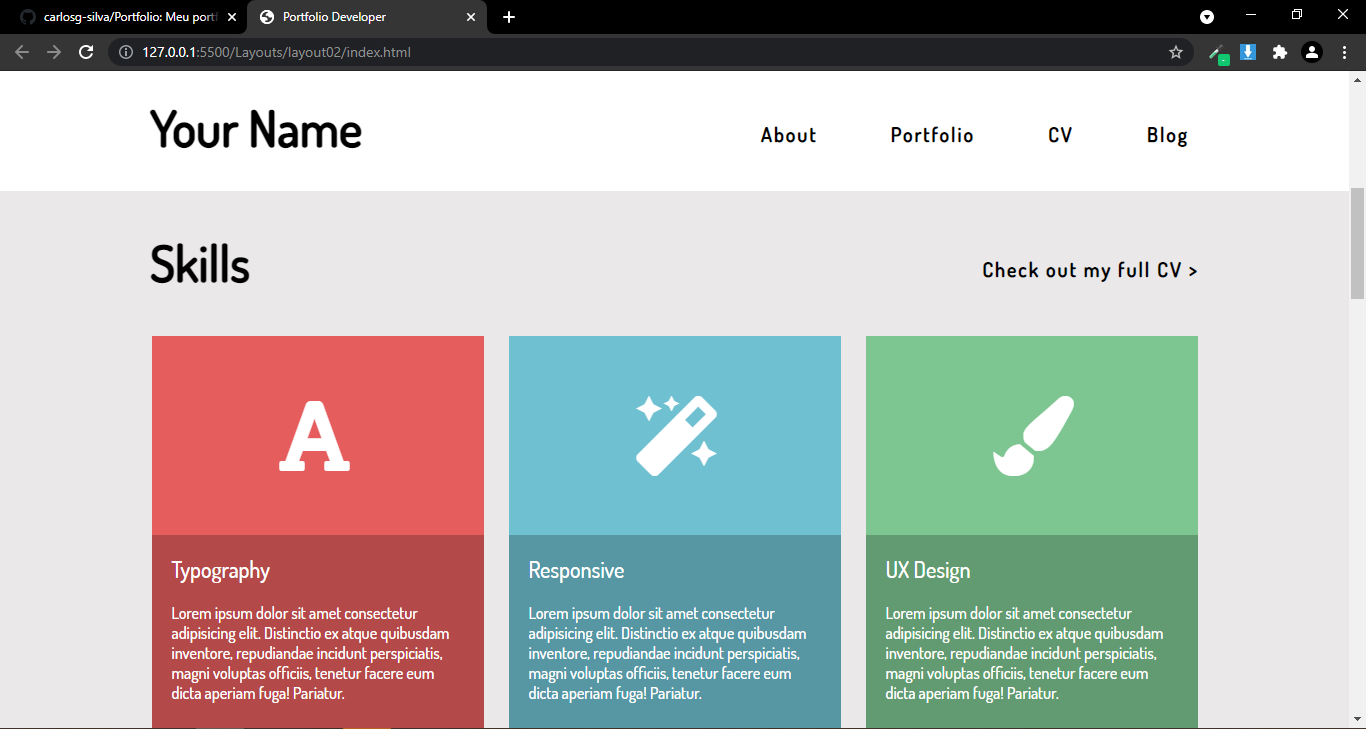 carlosg-silva/Portfolio: Meu portf
Portfolio Developer
127.0.0.1:5500/Layouts/layout02/index.html
Your Name
About
Portfolio
CV
Blog
Skills
Check out my full CV >
A
Typography
Lorem ipsum dolor sit amet consectetur
adipisicing elit. Distinctio ex atque quibusdam
inventore, repudiandae incidunt perspiciatis,
magni voluptas officiis, tenetur facere eum
dicta aperiam fuga! Pariatur.
Responsive
Lorem ipsum dolor sit amet consectetur
adipisicing elit. Distinctio ex atque quibusdam
inventore, repudiandae incidunt perspiciatis,
magni voluptas officiis, tenetur facere eum
dicta aperiam fuga! Pariatur.
UX Design
Lorem ipsum dolor sit amet consectetur
adipisicing elit. Distinctio ex atque quibusdam
inventore, repudiandae incidunt perspiciatis,
magni voluptas officiis, tenetur facere eum
dicta aperiam fuga! Pariatur.